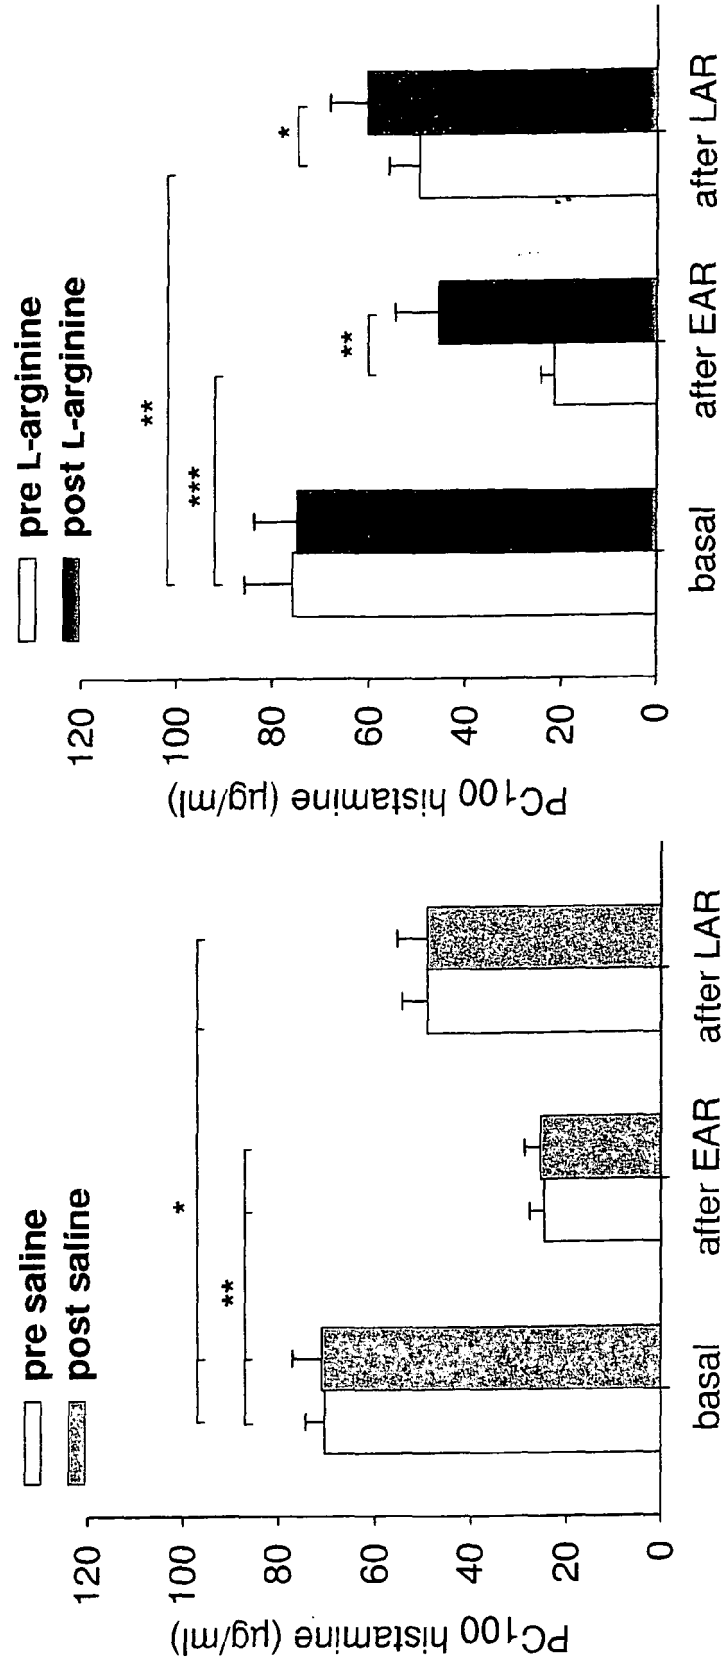 pre saline
post saline
PC100 histamine (µg/ml)
120
100
80
60
40
20
0
*
**
basal
after EAR
after LAR
pre L-arginine
post L-arginine
PC100 histamine (µg/ml)
120
100
80
60
40
20
0
**
***
**
*
basal
after EAR
after LAR